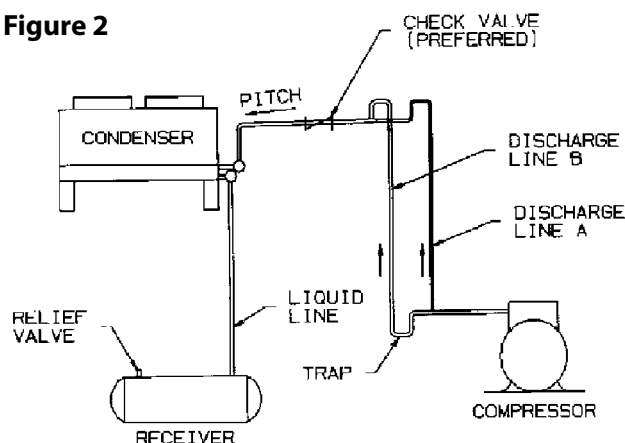 Figure 2
CHECK VALVE
(PREFERRED)
PITCH
CONDENSER
DISCHARGE
LINE B
DISCHARGE
LINE A
LIQUID
LINE
RELIEF
VALVE
TRAP
COMPRESSOR
RECEIVER